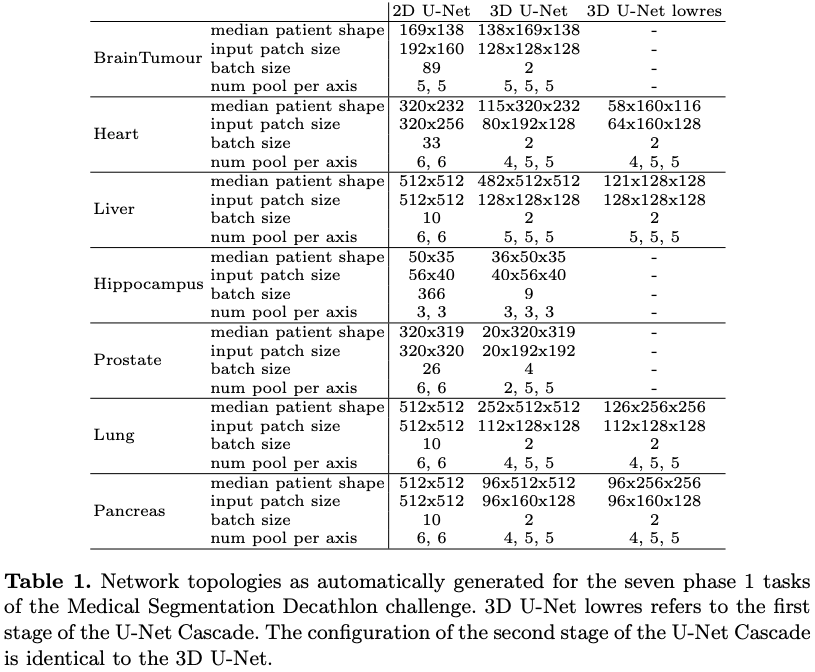 2D U-Net 3D U-Net 3D U-Net lowres
BrainTumour
median patient shape 169x138 138x169x138 -
input patch size 192x160 128x128x128 -
batch size 89 2 -
num pool per axis 5, 5 5, 5, 5 -
Heart
median patient shape 320x232 115x320x232 58x160x116
input patch size 320x256 80x192x128 64x160x128
batch size 33 2 2
num pool per axis 6, 6 4, 5, 5 4, 5, 5
Liver
median patient shape 512x512 482x512x512 121x128x128
input patch size 512x512 128x128x128 128x128x128
batch size 10 2 2
num pool per axis 6, 6 5, 5, 5 5, 5, 5
Hippocampus
median patient shape 50x35 36x50x35 -
input patch size 56x40 40x56x40 -
batch size 366 9 -
num pool per axis 3, 3 3, 3, 3 -
Prostate
median patient shape 320x319 20x320x319 -
input patch size 320x320 20x192x192 -
batch size 26 4 -
num pool per axis 6, 6 2, 5, 5 -
Lung
median patient shape 512x512 252x512x512 126x256x256
input patch size 512x512 112x128x128 112x128x128
batch size 10 2 2
num pool per axis 6, 6 4, 5, 5 4, 5, 5
Pancreas
median patient shape 512x512 96x512x512 96x256x256
input patch size 512x512 96x160x128 96x160x128
batch size 10 2 2
num pool per axis 6, 6 4, 5, 5 4, 5, 5
Table 1. Network topologies as automatically generated for the seven phase 1 tasks
of the Medical Segmentation Decathlon challenge. 3D U-Net lowres refers to the first
stage of the U-Net Cascade. The configuration of the second stage of the U-Net Cascade
is identical to the 3D U-Net.